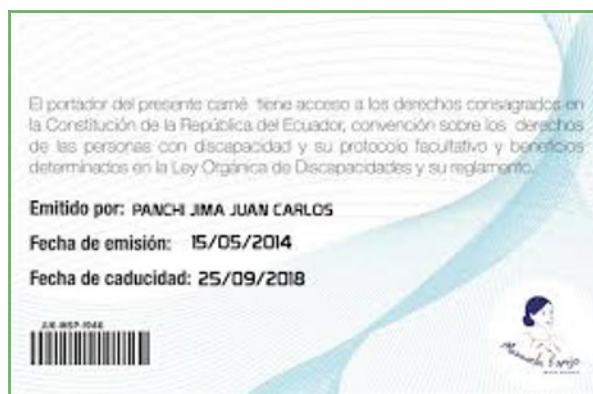 El portador del presente carné tiene acceso a los derechos consagrados en
la Constitución de la República del Ecuador, convención sobre los derechos
de las personas con discapacidad y su protocolo facultativo y beneficios
determinados en la Ley Orgánica de Discapacidades y su reglamento.
Emitido por: PANCHI JIMA JUAN CARLOS
Fecha de emisión: 15/05/2014
Fecha de caducidad: 25/09/2018
Manuela Espejo